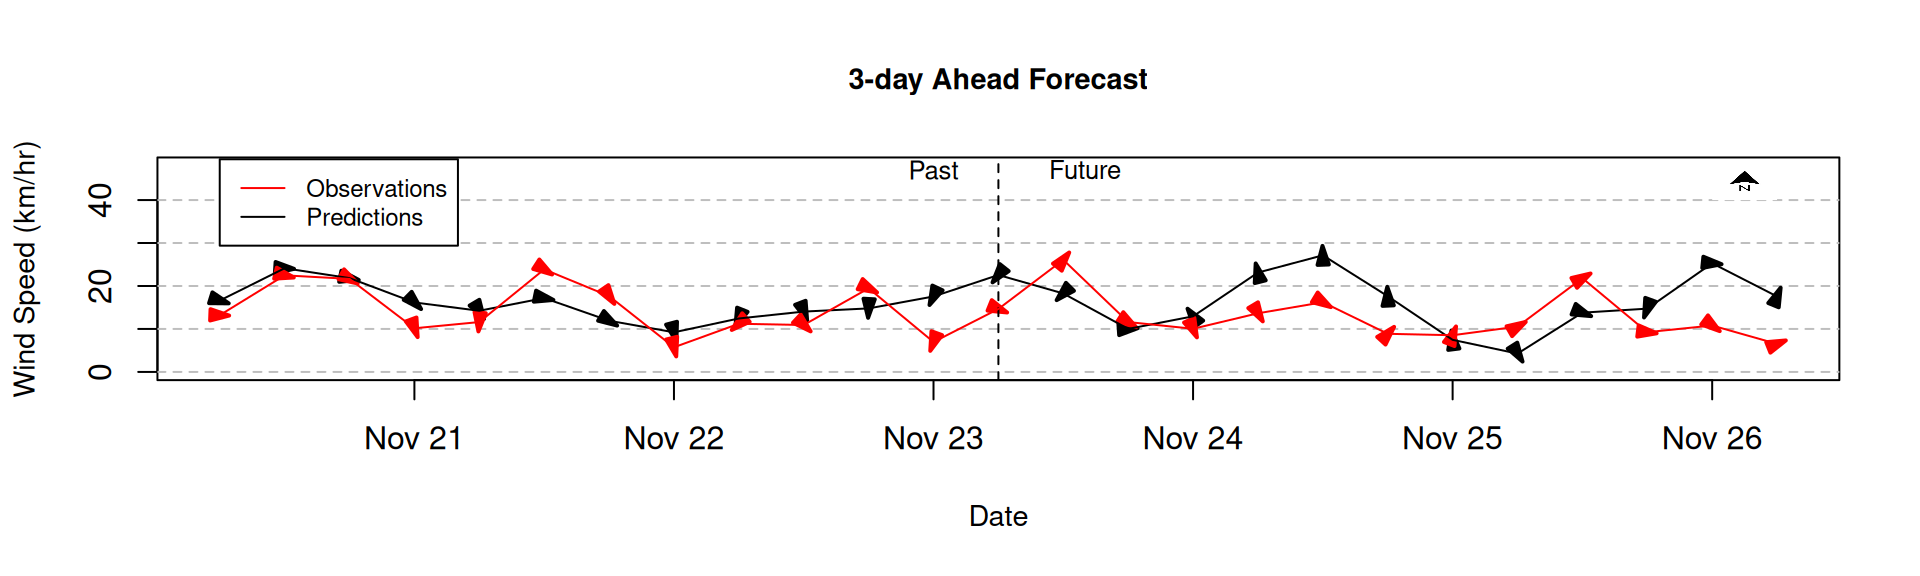 3-day Ahead Forecast
Wind Speed (km/hr)
40
20
0
Observations
Predictions
Past
Future
N
Nov 21
Nov 22
Nov 23
Nov 24
Nov 25
Nov 26
Date